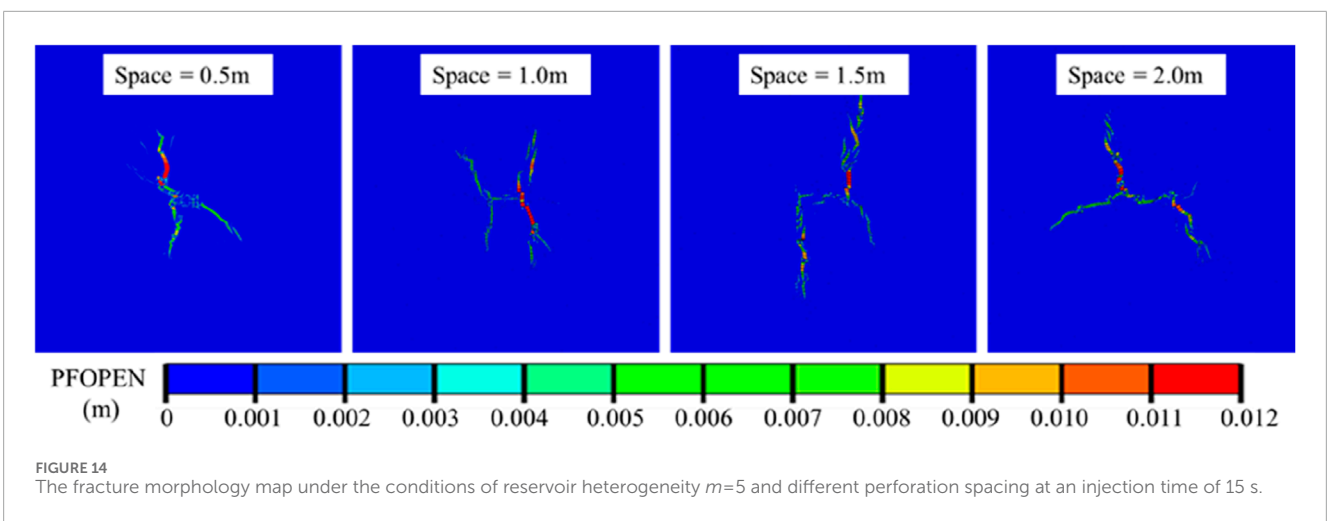 Space = 0.5m
Space = 1.0m
Space = 1.5m
Space = 2.0m
PFOPEN
(m)
0 0.001 0.002 0.003 0.004 0.005 0.006 0.007 0.008 0.009 0.010 0.011 0.012
FIGURE 14
The fracture morphology map under the conditions of reservoir heterogeneity m=5 and different perforation spacing at an injection time of 15 s.